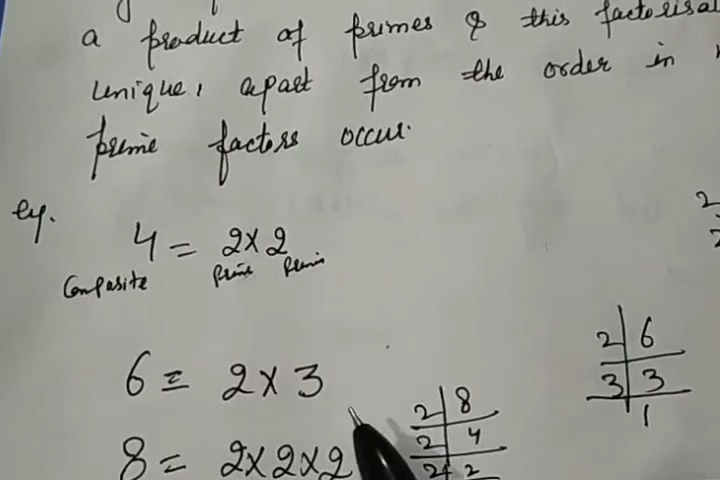 a product of primes & this factorisat
unique, apart from the order in
prime factors occur.
eg.
4 = 2×2
Composite prime prime
6 = 2×3
8 = 2×2×2
2 8
2 4
2 2
2 6
3 3
1
2